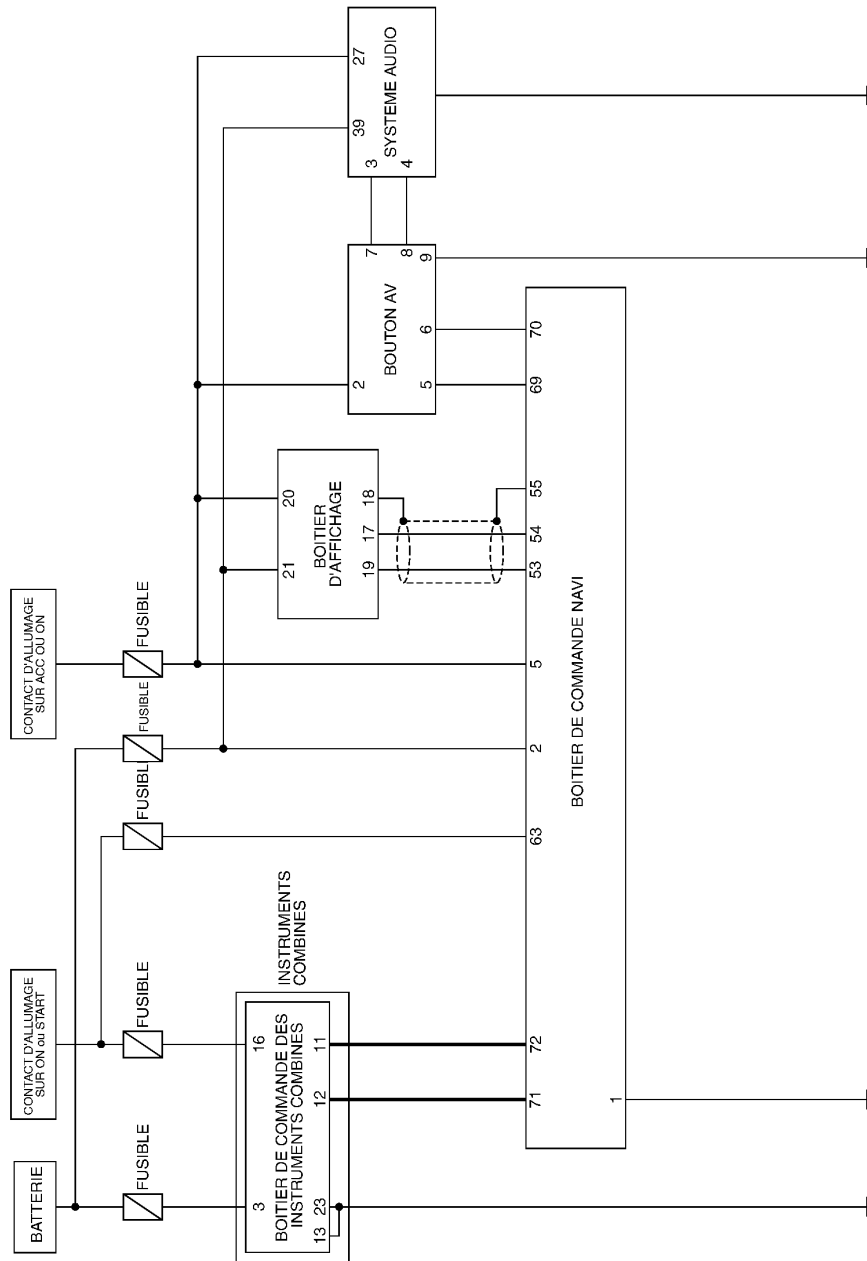 BATTERIE
CONTACT D'ALLUMAGE
SUR ON ou START
CONTACT D'ALLUMAGE
SUR ACC OU ON
FUSIBLE
FUSIBLE
FUSIBLE
FUSIBLE
FUSIBLE
INSTRUMENTS
COMBINES
3
16
BOITIER DE COMMANDE DES
INSTRUMENTS COMBINES
13
23
12
11
21
20
BOITIER
D'AFFICHAGE
19
17
18
2
7
BOUTON AV
5
6
9
8
39
27
3
4
SYSTEME AUDIO
71
72
63
2
5
53
54
55
69
70
BOITIER DE COMMANDE NAVI
1